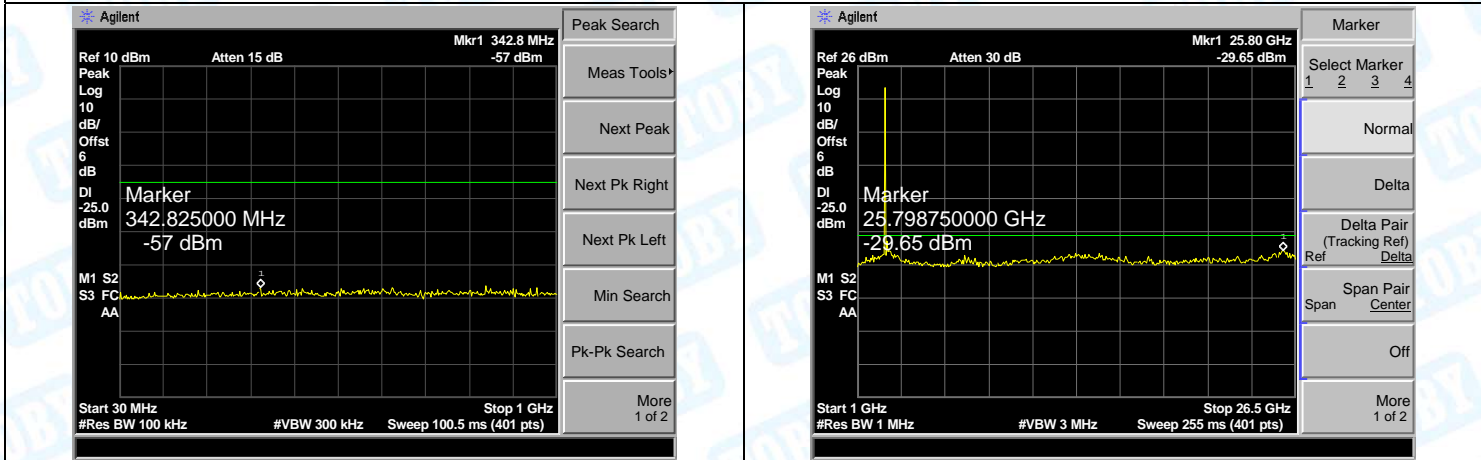 Agilent
Peak Search
Mkr1 342.8 MHz
Ref 10 dBm Atten 15 dB -57 dBm
Peak
Log
10
dB/
Offst
6
dB
DI
-25.0
dBm
Marker
342.825000 MHz
-57 dBm
1
M1 S2
S3 FC
AA
Start 30 MHz Stop 1 GHz
#Res BW 100 kHz #VBW 300 kHz Sweep 100.5 ms (401 pts)
Meas Tools
Next Peak
Next Pk Right
Next Pk Left
Min Search
Pk-Pk Search
More
1 of 2
Agilent
Marker
Mkr1 25.80 GHz
Ref 26 dBm Atten 30 dB -29.65 dBm
Peak
Log
10
dB/
Offst
6
dB
DI
-25.0
dBm
Marker
25.798750000 GHz
-29.65 dBm
1
M1 S2
S3 FC
AA
Start 1 GHz Stop 26.5 GHz
#Res BW 1 MHz #VBW 3 MHz Sweep 255 ms (401 pts)
Select Marker
1 2 3 4
Normal
Delta
Delta Pair
(Tracking Ref)
Ref Delta
Span Pair
Span Center
Off
More
1 of 2
TOBY